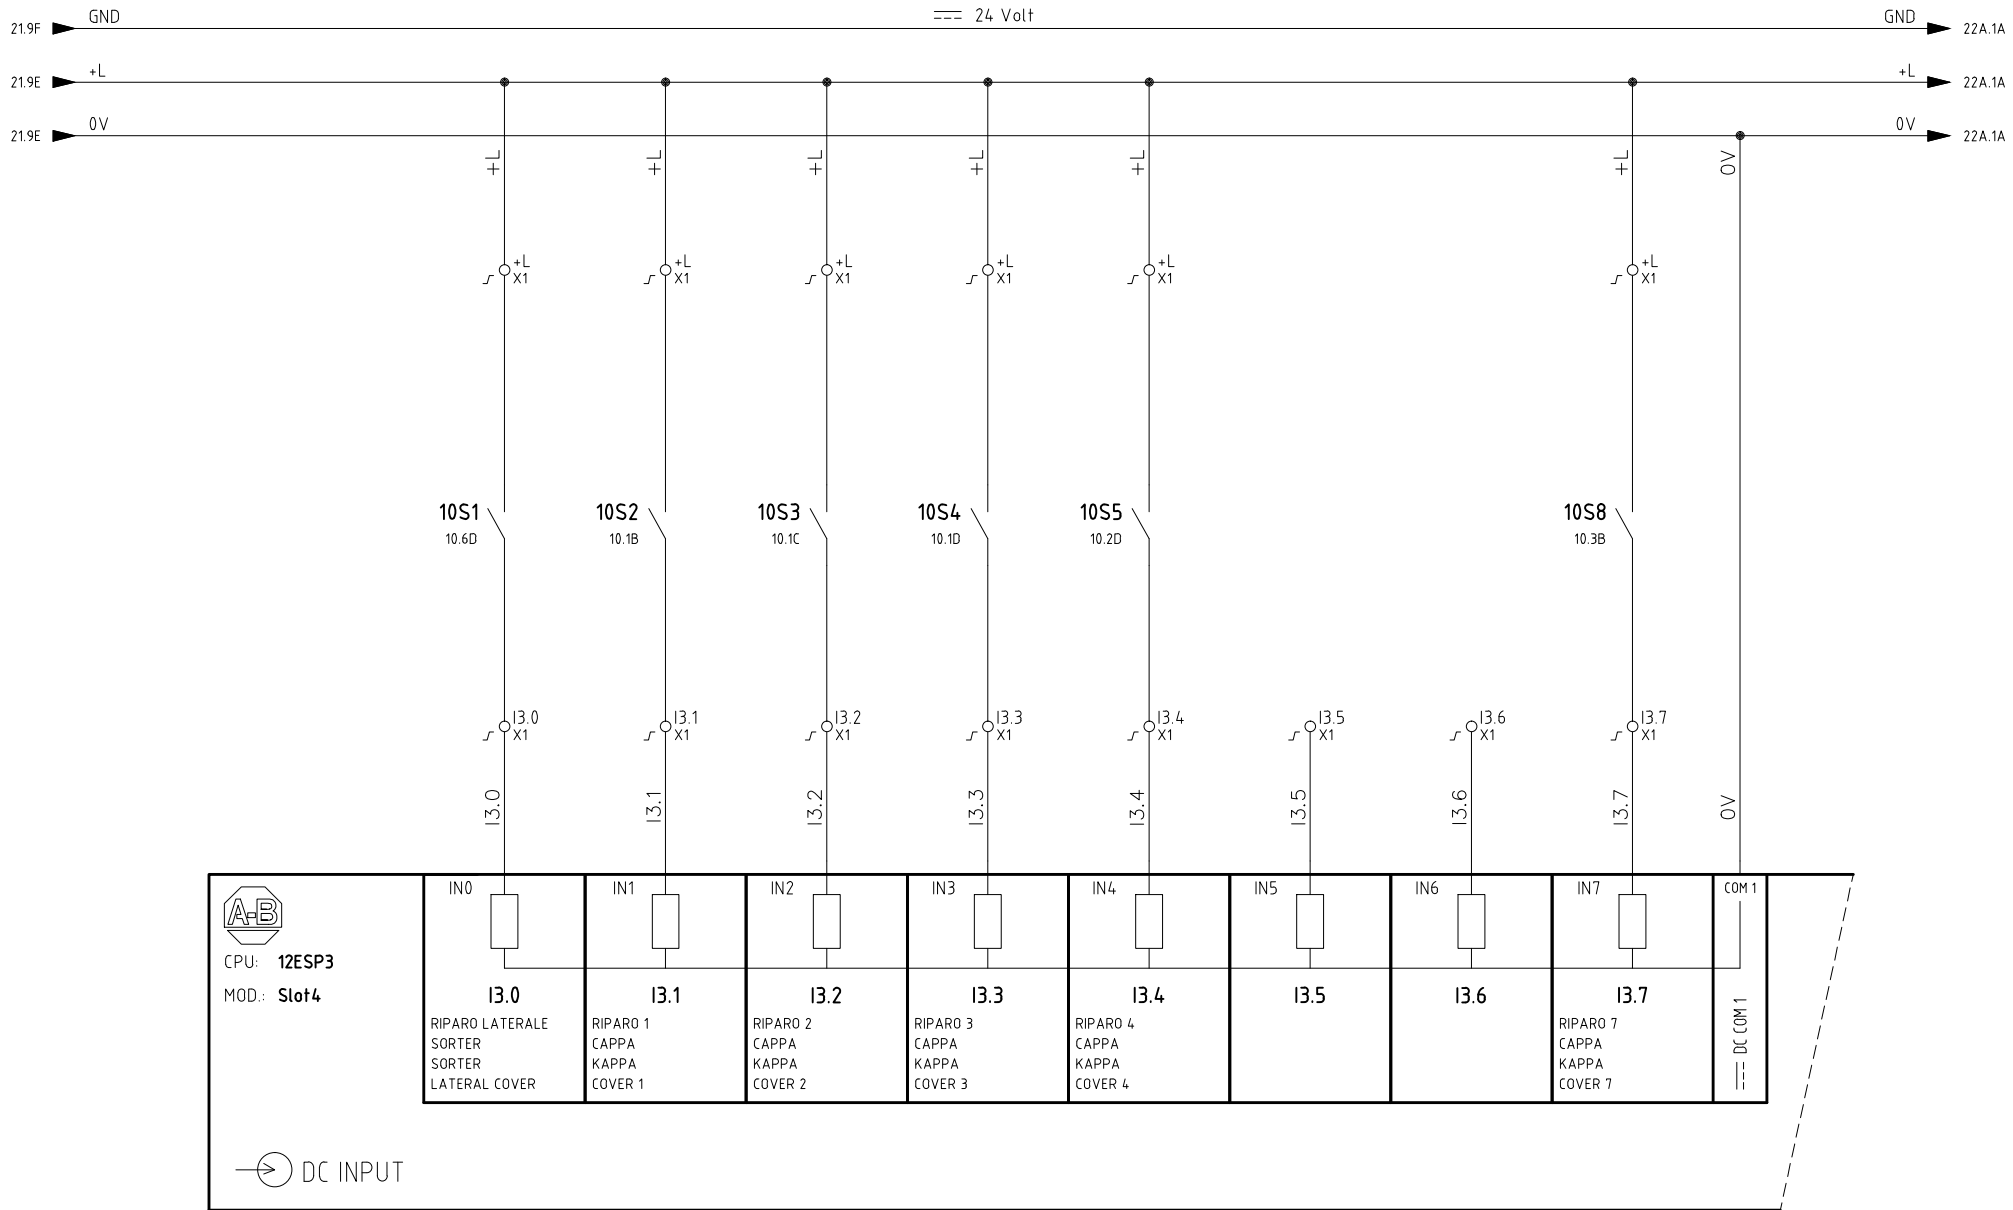 GND 24 Volt GND
21.9F 22A.1A
+L +L
21.9E 22A.1A
0V 0V
21.9E 22A.1A
+L +L +L +L +L +L 0V
+L +L +L +L +L +L
X1 X1 X1 X1 X1 X1
10S1 10S2 10S3 10S4 10S5 10S8
10.6D 10.1B 10.1C 10.1D 10.2D 10.3B
I3.0 I3.1 I3.2 I3.3 I3.4 I3.5 I3.6 I3.7
X1 X1 X1 X1 X1 X1 X1 X1
I3.0 I3.1 I3.2 I3.3 I3.4 I3.5 I3.6 I3.7 0V
IN0 IN1 IN2 IN3 IN4 IN5 IN6 IN7 COM 1
A-B
CPU: 12ESP3
MOD.: Slot4
I3.0 I3.1 I3.2 I3.3 I3.4 I3.5 I3.6 I3.7
RIPARO LATERALE
SORTER
SORTER
LATERAL COVER
RIPARO 1
CAPPA
KAPPA
COVER 1
RIPARO 2
CAPPA
KAPPA
COVER 2
RIPARO 3
CAPPA
KAPPA
COVER 3
RIPARO 4
CAPPA
KAPPA
COVER 4
RIPARO 7
CAPPA
KAPPA
COVER 7
DC COM 1
DC INPUT